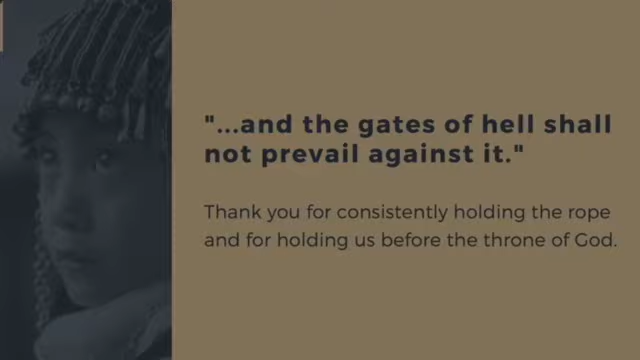 "...and the gates of hell shall
not prevail against it."
Thank you for consistently holding the rope
and for holding us before the throne of God.